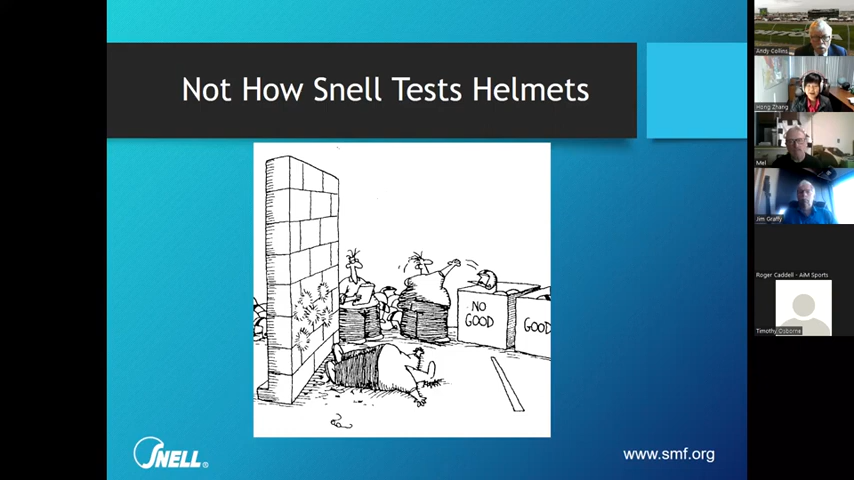 Not How Snell Tests Helmets
NO
GOOD
GOOD
SNELL®
www.smf.org
Andy Collins
Hong Zhang
Mel
Jim Graffy
Roger Caddell - AiM Sports
Timothy Osborne